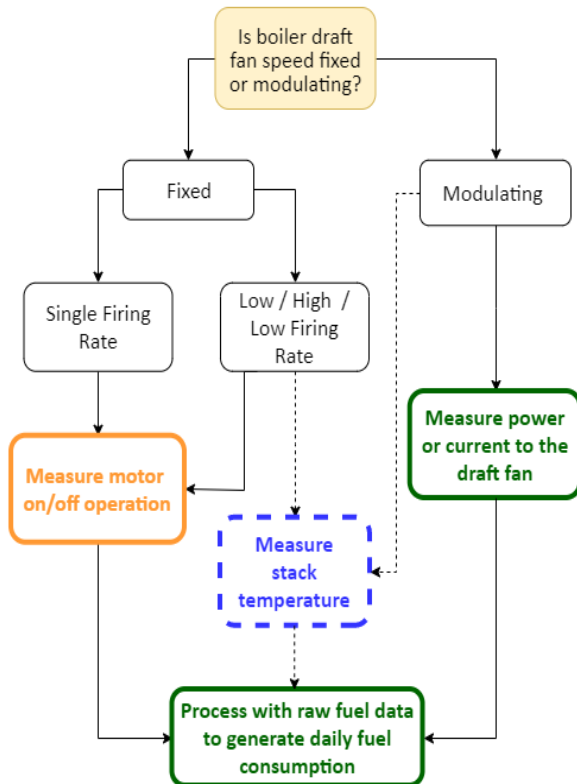 Is boiler draft
fan speed fixed
or modulating?
Fixed
Modulating
Single Firing
Rate
Low / High /
Low Firing
Rate
Measure motor
on/off operation
Measure power
or current to the
draft fan
Measure
stack
temperature
Process with raw fuel data
to generate daily fuel
consumption